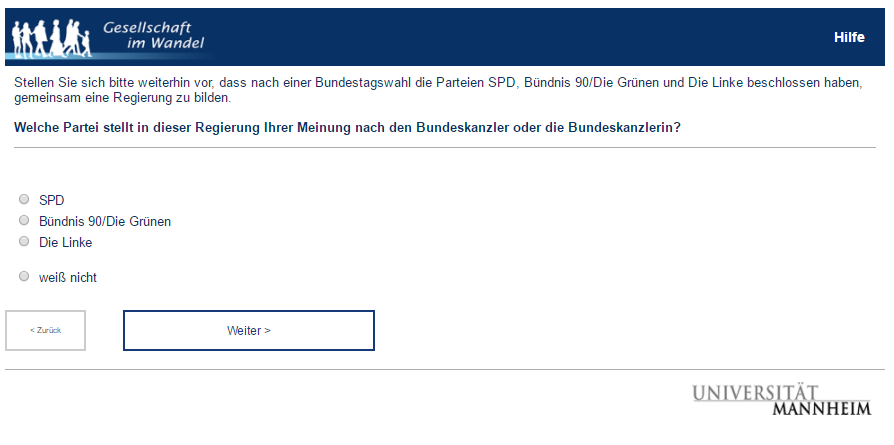 Gesellschaft
im Wandel
Hilfe
Stellen Sie sich bitte weiterhin vor, dass nach einer Bundestagswahl die Parteien SPD, Bündnis 90/Die Grünen und Die Linke beschlossen haben,
gemeinsam eine Regierung zu bilden.
Welche Partei stellt in dieser Regierung Ihrer Meinung nach den Bundeskanzler oder die Bundeskanzlerin?
SPD
Bündnis 90/Die Grünen
Die Linke
weiß nicht
< Zurück
Weiter >
UNIVERSITÄT
MANNHEIM